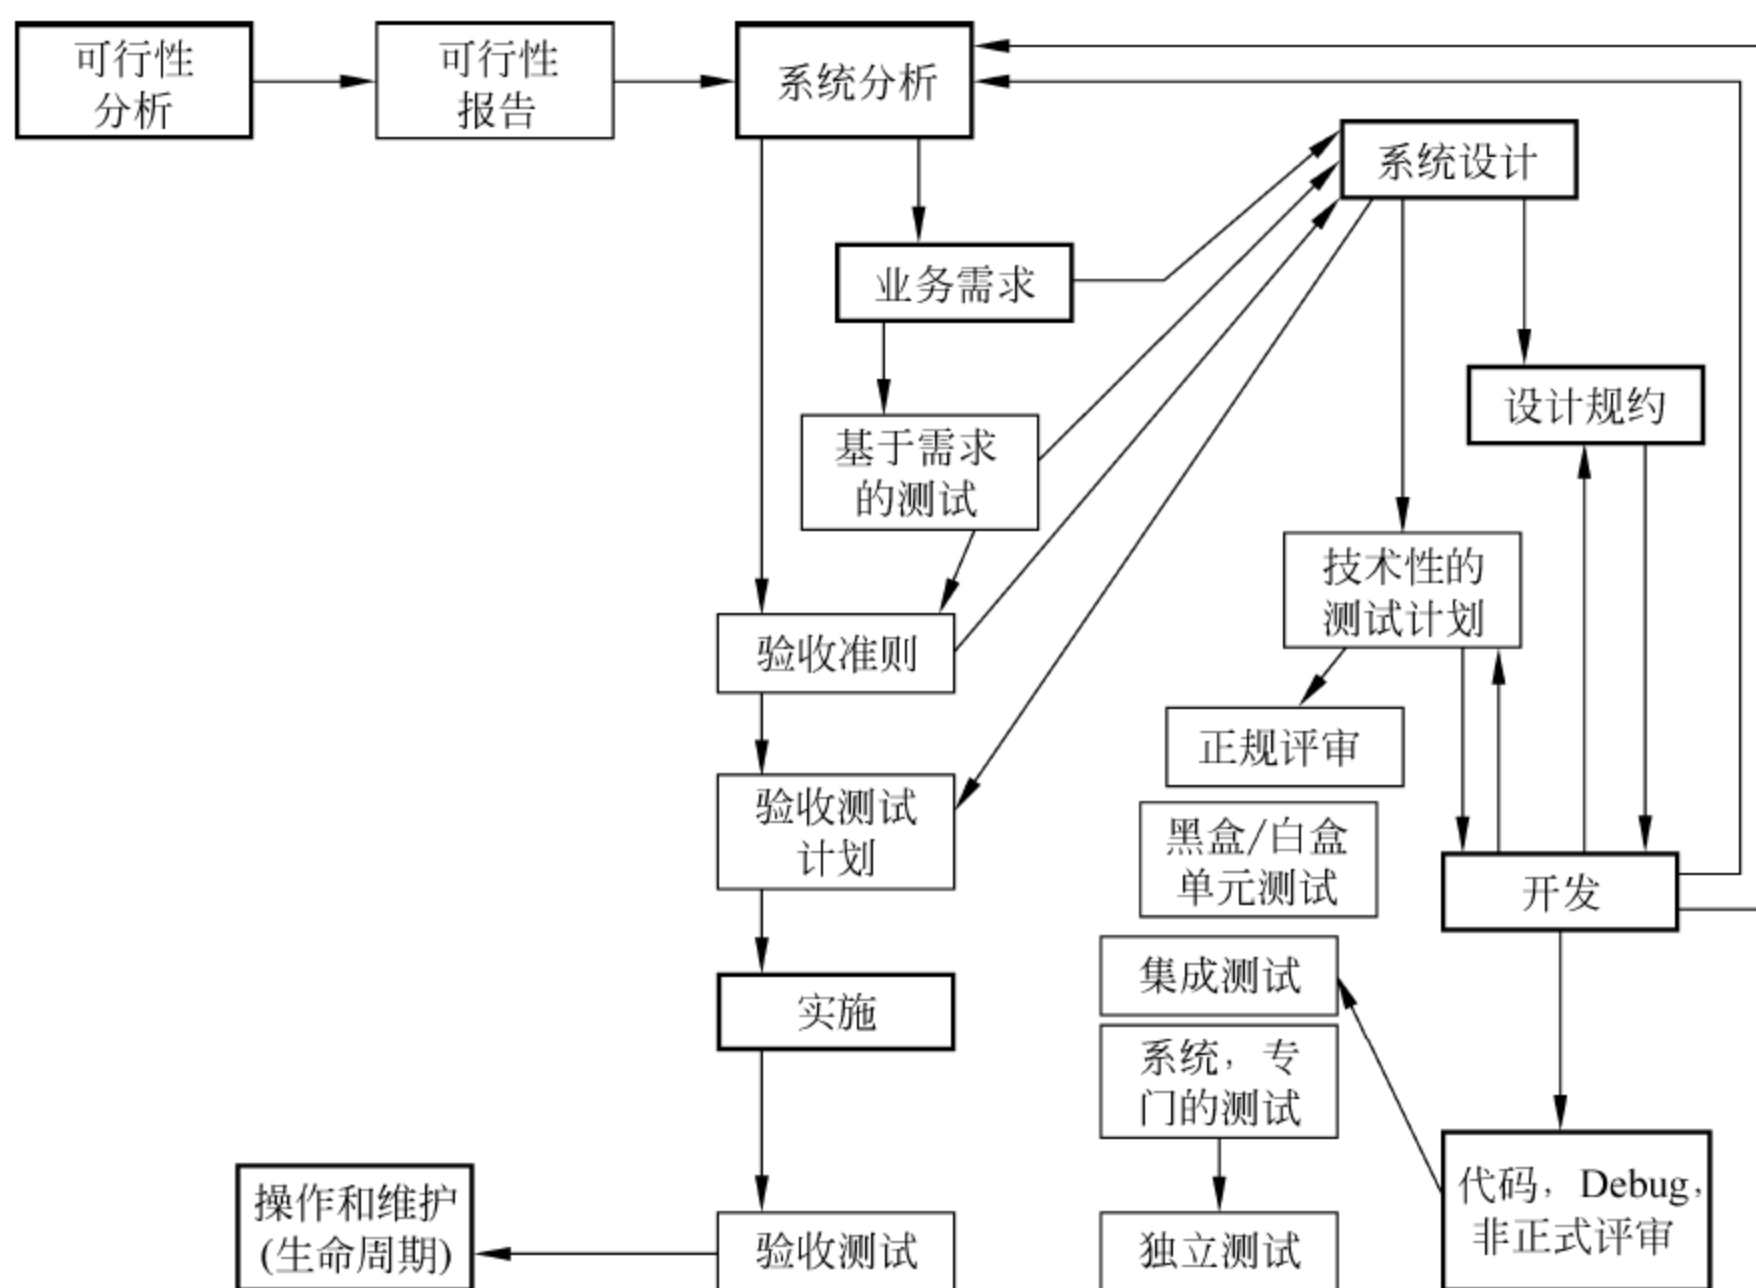 可行性
分析
可行性
报告
系统分析
系统设计
业务需求
设计规约
基于需求
的测试
技术性的
测试计划
验收准则
正规评审
验收测试
计划
黑盒/白盒
单元测试
开发
集成测试
实施
系统，专
门的测试
代码，Debug，
非正式评审
操作和维护
(生命周期)
验收测试
独立测试